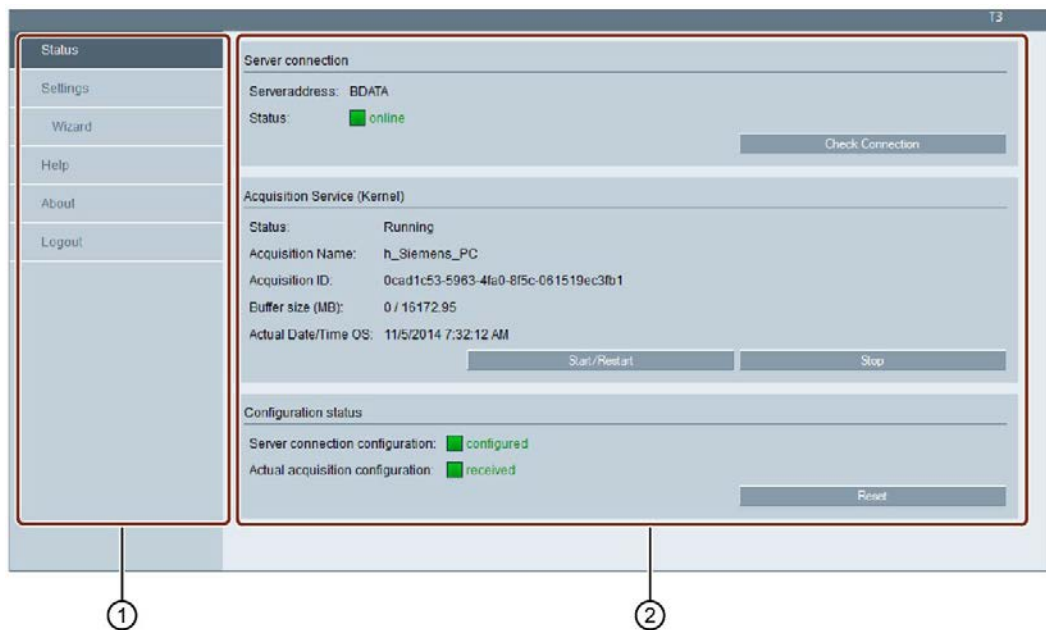 T3
Status
Settings
Wizard
Help
About
Logout
Server connection
Serveraddress: BDATA
Status: online
Check Connection
Acquisition Service (Kernel)
Status: Running
Acquisition Name: h_Siemens_PC
Acquisition ID: 0cad1c53-5963-4fa0-8f5c-061519ec3fb1
Buffer size (MB): 0 / 16172.95
Actual Date/Time OS: 11/5/2014 7:32:12 AM
Start/Restart Stop
Configuration status
Server connection configuration: configured
Actual acquisition configuration: received
Reset
1 2